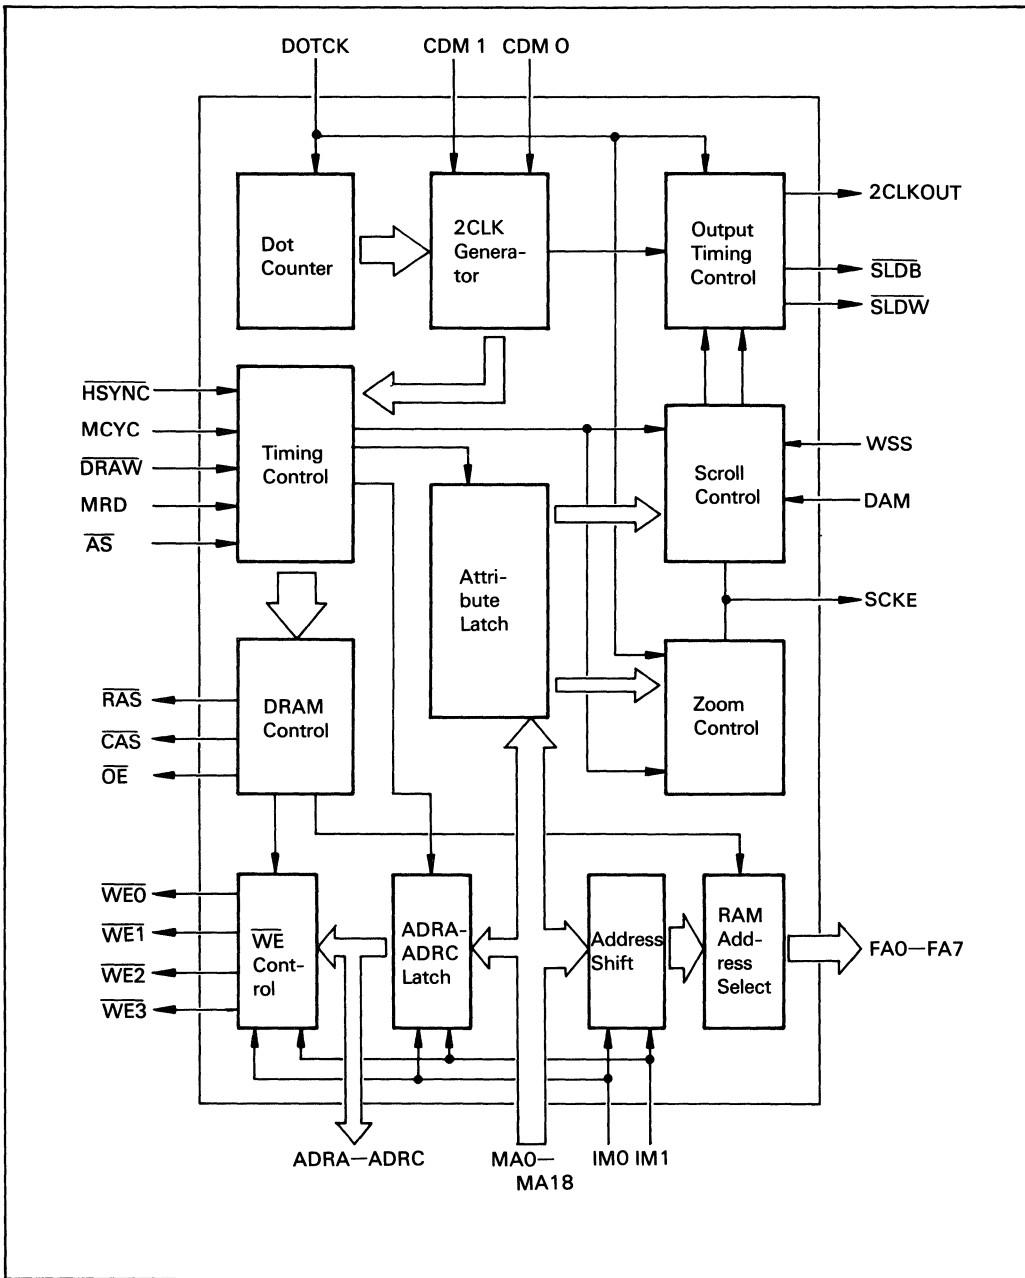 DOTCK CDM 1 CDM 0
Dot
Counter
2CLK
Genera-
tor
Output
Timing
Control
2CLKOUT
SLDB
SLDW
HSYNC
MCYC
DRAW
MRD
AS
Timing
Control
Attri-
bute
Latch
Scroll
Control
WSS
DAM
SCKE
RAS
CAS
OE
DRAM
Control
Zoom
Control
WE0
WE1
WE2
WE3
WE
Cont-
rol
ADRA-
ADRC
Latch
Address
Shift
RAM
Add-
ress
Select
FA0—FA7
ADRA—ADRC
MA0—
MA18
IM0 IM1